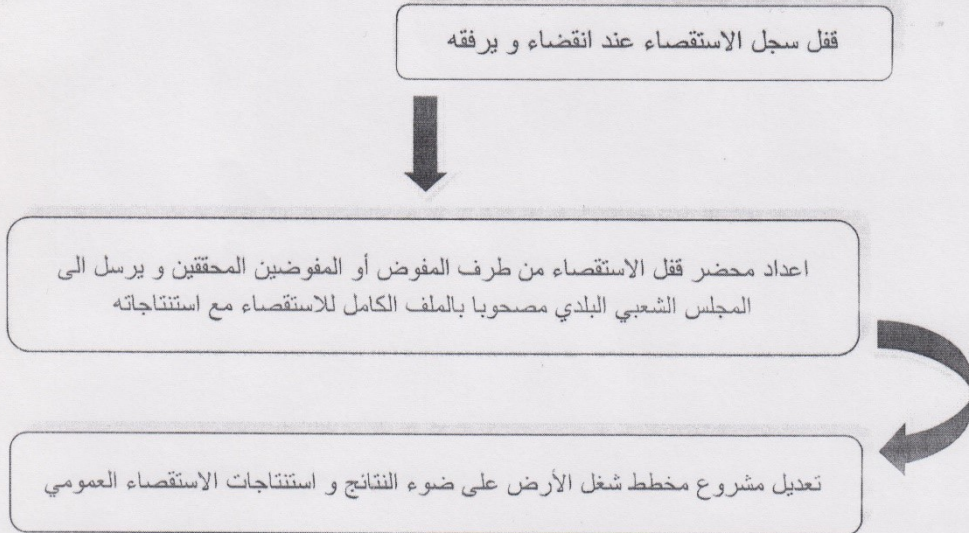 قفل سجل الاستقصاء عند انقضاء و يرفقه
اعداد محضر قفل الاستقصاء من طرف المفوض أو المفوضين المحققين و يرسل الى
المجلس الشعبي البلدي مصحوبا بالملف الكامل للاستقصاء مع استنتاجاته
تعديل مشروع مخطط شغل الأرض على ضوء النتائج و استنتاجات الاستقصاء العمومي